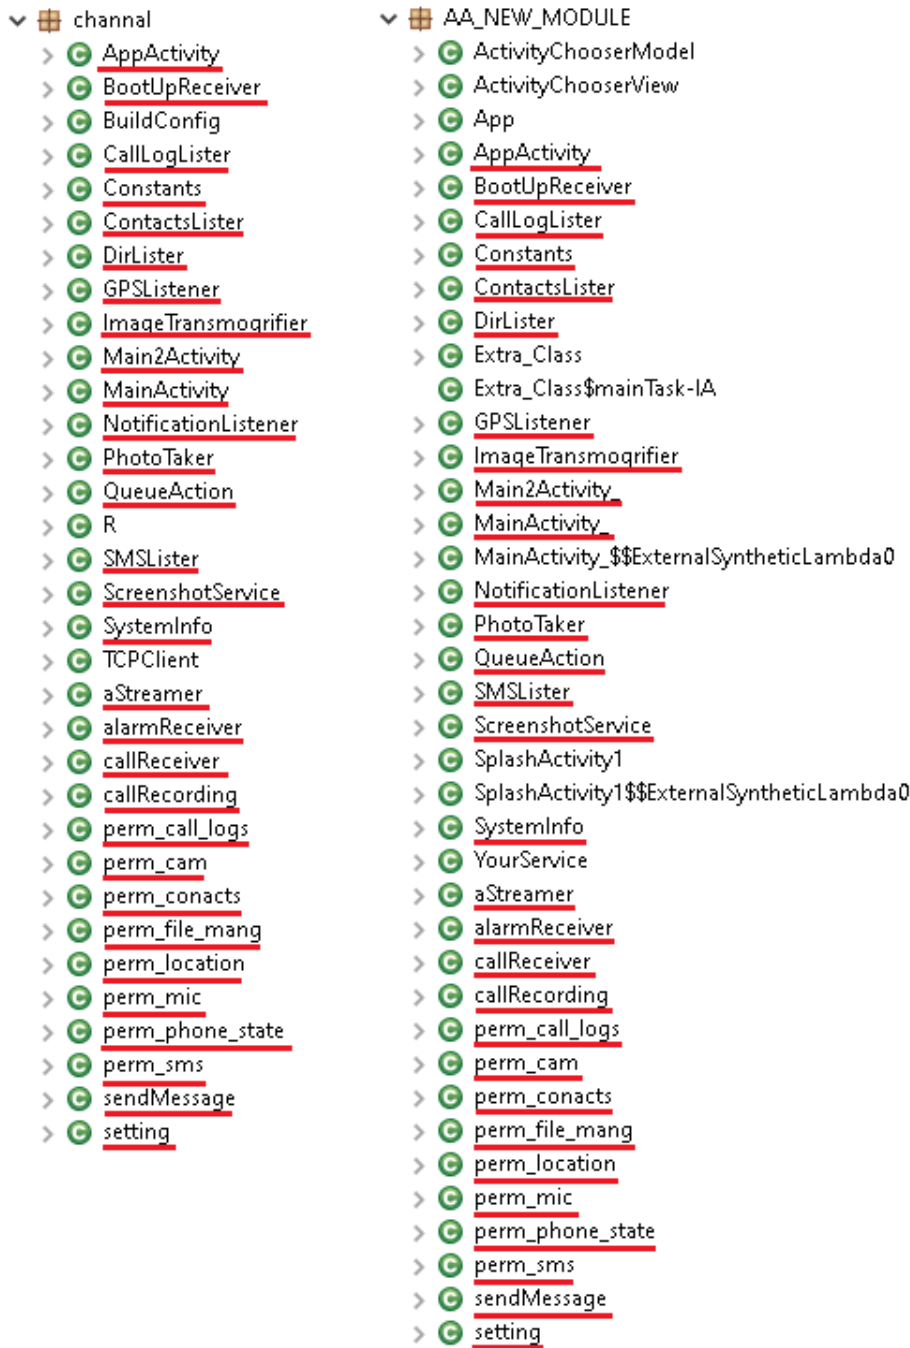 channal
AppActivity
BootUpReceiver
BuildConfig
CallLogLister
Constants
ContactsLister
DirLister
GPSListener
ImageTransmogrifier
Main2Activity
MainActivity
NotificationListener
PhotoTaker
QueueAction
R
SMSLister
ScreenshotService
SystemInfo
TCPClient
aStreamer
alarmReceiver
callReceiver
callRecording
perm_call_logs
perm_cam
perm_conacts
perm_file_mang
perm_location
perm_mic
perm_phone_state
perm_sms
sendMessage
setting
AA_NEW_MODULE
ActivityChooserModel
ActivityChooserView
App
AppActivity
BootUpReceiver
CallLogLister
Constants
ContactsLister
DirLister
Extra_Class
Extra_Class$mainTask-IA
GPSListener
ImageTransmogrifier
Main2Activity_
MainActivity_
MainActivity_$$ExternalSyntheticLambda0
NotificationListener
PhotoTaker
QueueAction
SMSLister
ScreenshotService
SplashActivity1
SplashActivity1$$ExternalSyntheticLambda0
SystemInfo
YourService
aStreamer
alarmReceiver
callReceiver
callRecording
perm_call_logs
perm_cam
perm_conacts
perm_file_mang
perm_location
perm_mic
perm_phone_state
perm_sms
sendMessage
setting